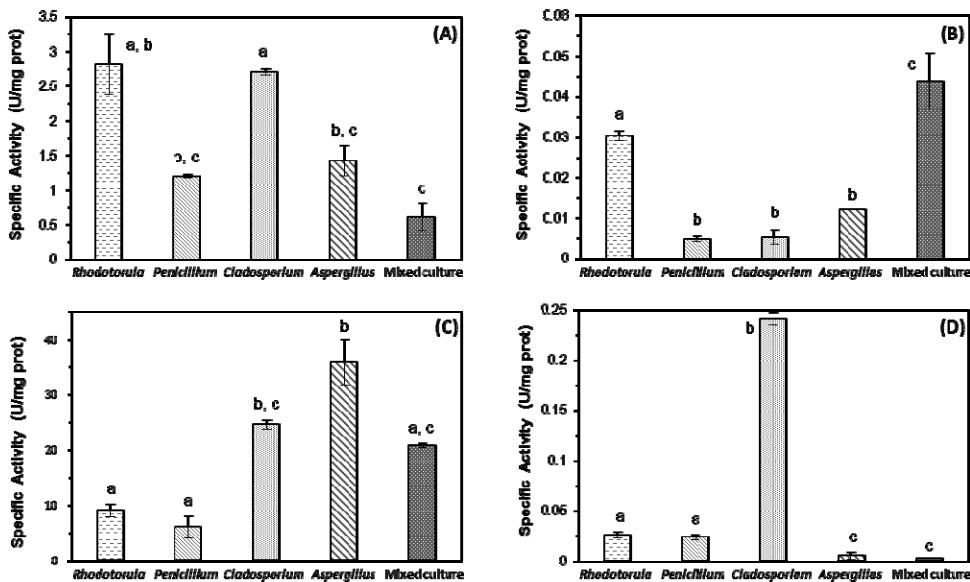 (A)
Specific Activity (U/mg prot)
3.5
3
2.5
2
1.5
1
0.5
0
a, b
b, c
a
b, c
c
Rhodotorula Penicillium Cladosporium Aspergillus Mixed culture
(B)
Specific Activity (U/mg prot)
0.06
0.05
0.04
0.03
0.02
0.01
0
a
b
b
b
c
Rhodotorula Penicillium Cladosporium Aspergillus Mixed culture
(C)
Specific Activity (U/mg prot)
40
30
20
10
0
a
a
b, c
b
a, c
Rhodotorula Penicillium Cladosporium Aspergillus Mixed culture
(D)
Specific Activity (U/mg prot)
0.25
0.2
0.15
0.1
0.05
0
a
a
b
c
c
Rhodotorula Penicillium Cladosporium Aspergillus Mixed culture